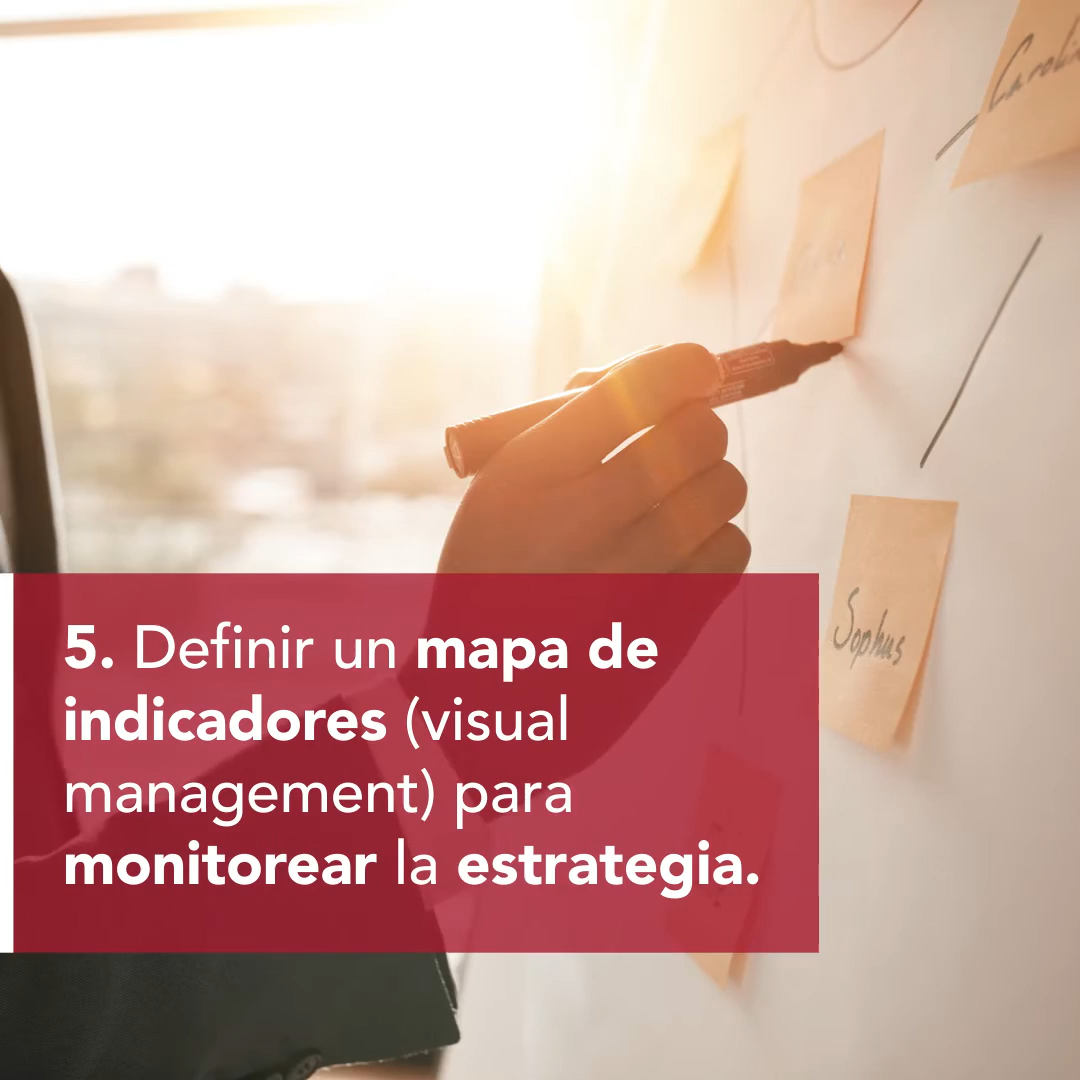 5. Definir un mapa de
indicadores (visual
management) para
monitorear la estrategia.
Sophus